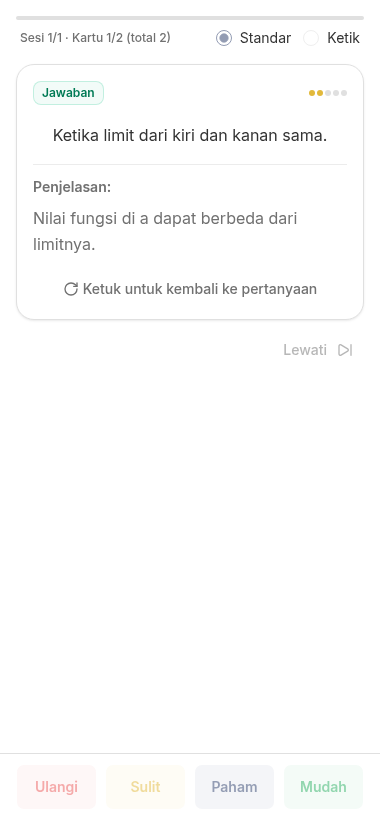 Sesi 1/1 · Kartu 1/2 (total 2)
Standar
Ketik
Jawaban
Ketika limit dari kiri dan kanan sama.
Penjelasan:
Nilai fungsi di a dapat berbeda dari
limitnya.
Ketuk untuk kembali ke pertanyaan
Lewati
Ulangi
Sulit
Paham
Mudah